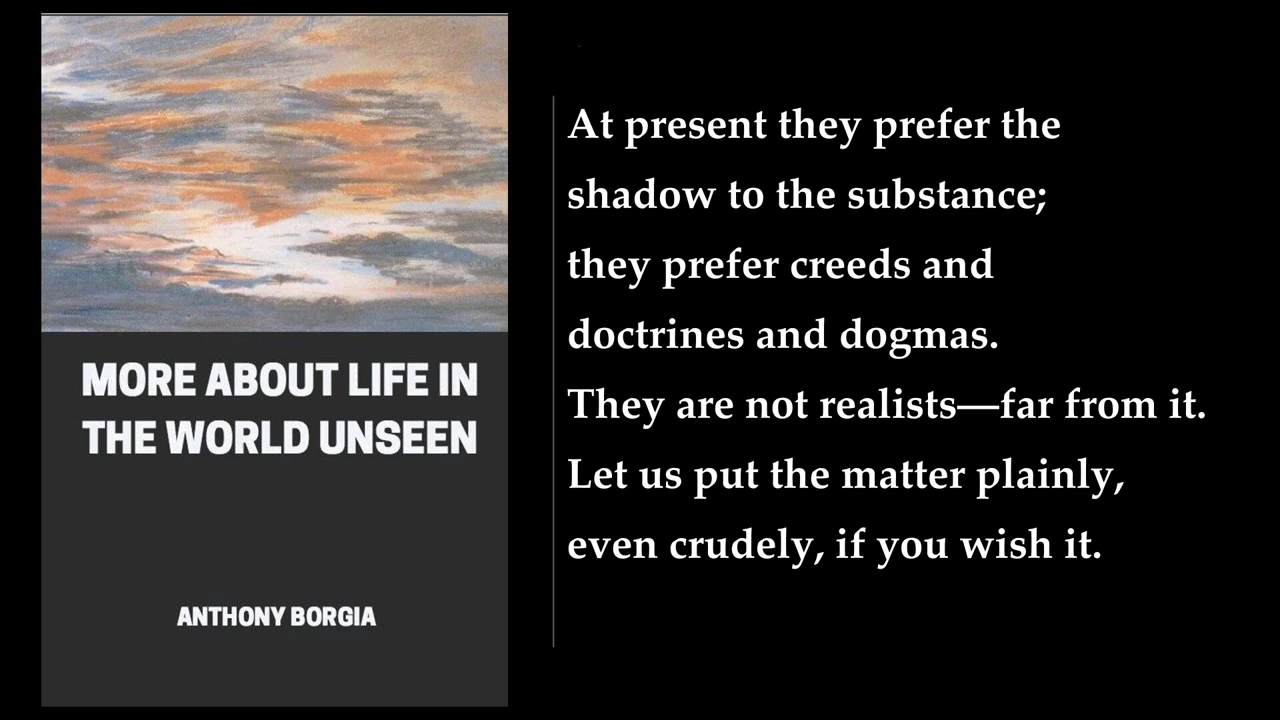 MORE ABOUT LIFE IN
THE WORLD UNSEEN
ANTHONY BORGIA
At present they prefer the
shadow to the substance;
they prefer creeds and
doctrines and dogmas.
They are not realists—far from it.
Let us put the matter plainly,
even crudely, if you wish it.